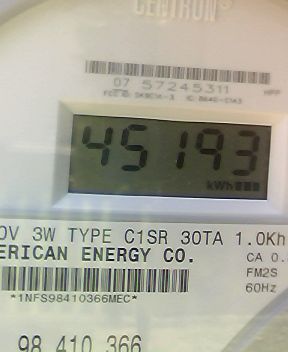 CENTRON®
07 57245311
45193
kWh
0V 3W TYPE C1SR 30TA 1.0Kh
ERICAN ENERGY CO.
CA 0.
FM2S
*1NFS98410366MEC*
60Hz
98 410 366